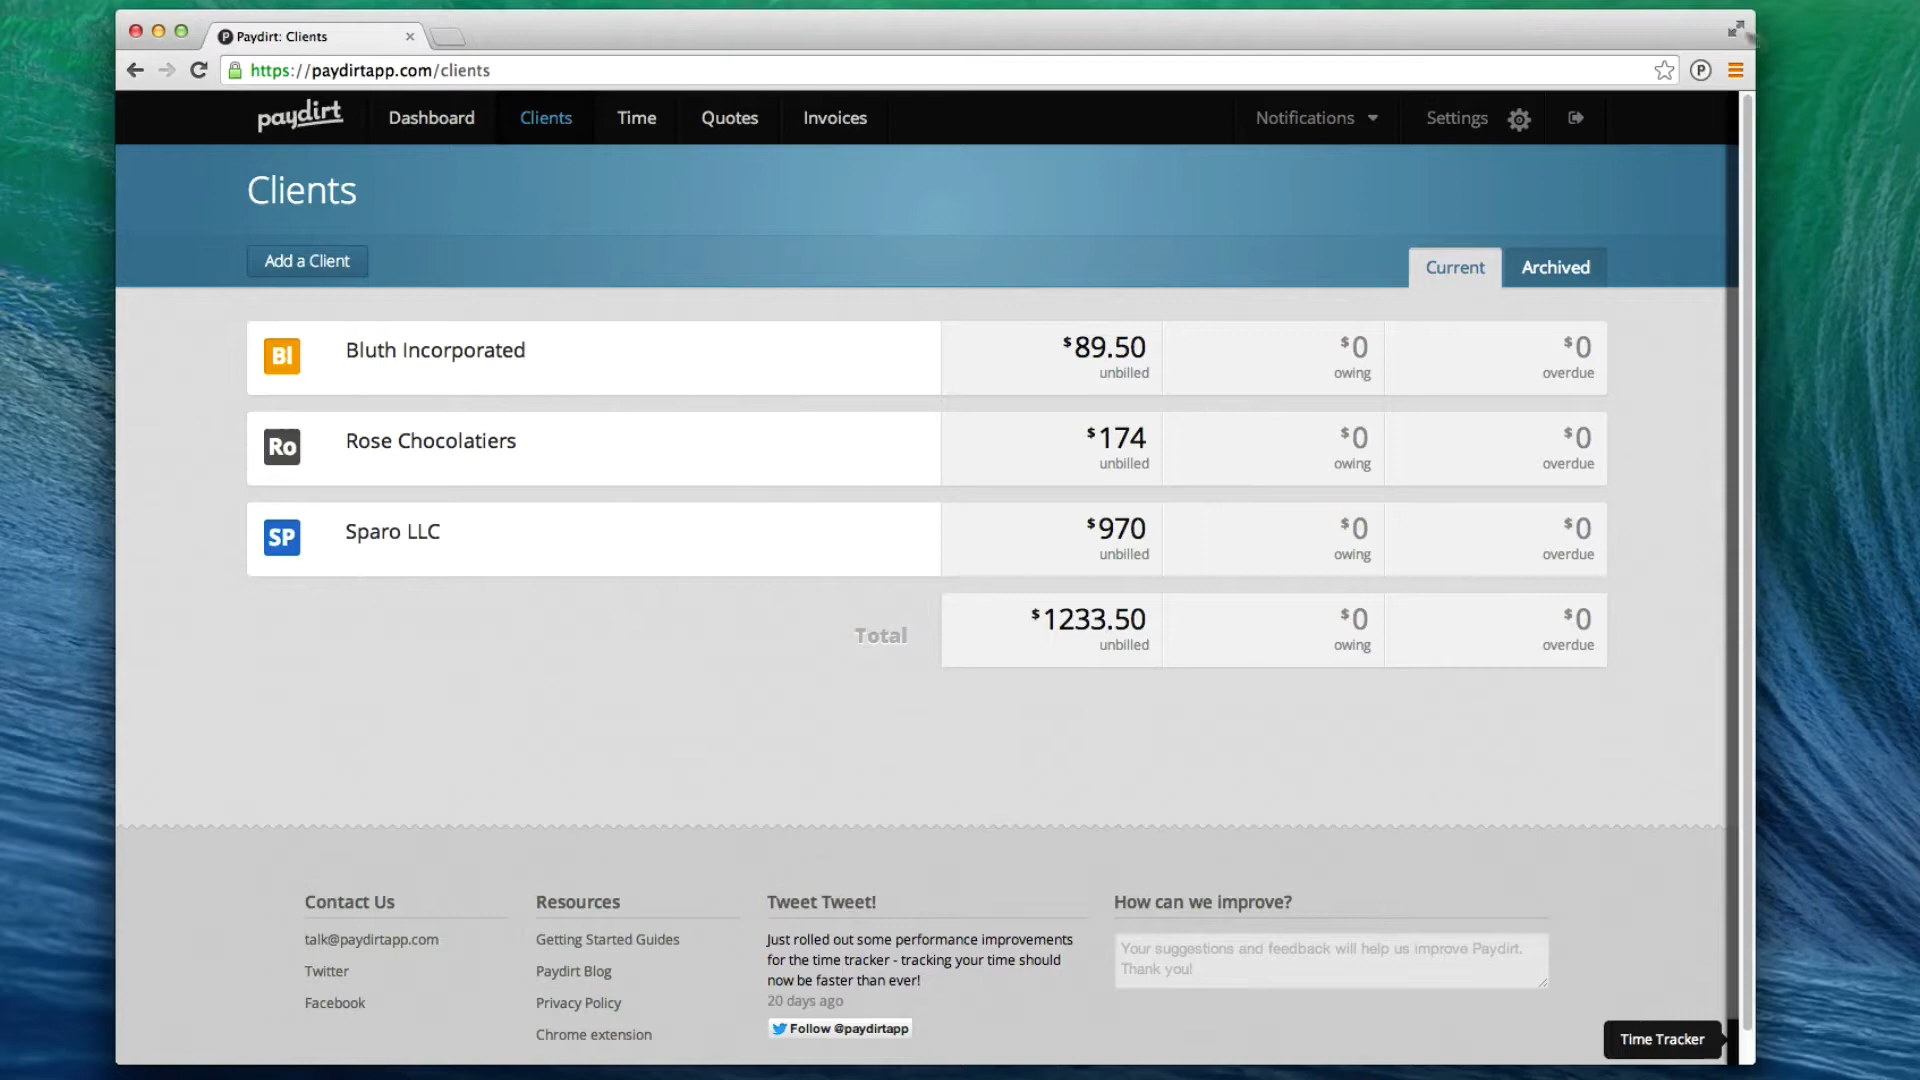 Paydirt: Clients
https://paydirtapp.com/clients
P
paydirt Dashboard Clients Time Quotes Invoices Notifications Settings
Clients
Add a Client
Current Archived
Bl Bluth Incorporated $89.50 $0 $0
unbilled owing overdue
Ro Rose Chocolatiers $174 $0 $0
unbilled owing overdue
SP Sparo LLC $970 $0 $0
unbilled owing overdue
Total $1233.50 $0 $0
unbilled owing overdue
Contact Us
talk@paydirtapp.com
Twitter
Facebook
Resources
Getting Started Guides
Paydirt Blog
Privacy Policy
Chrome extension
Tweet Tweet!
Just rolled out some performance improvements
for the time tracker - tracking your time should
now be faster than ever!
20 days ago
Follow @paydirtapp
How can we improve?
Your suggestions and feedback will help us improve Paydirt.
Thank you!
Time Tracker